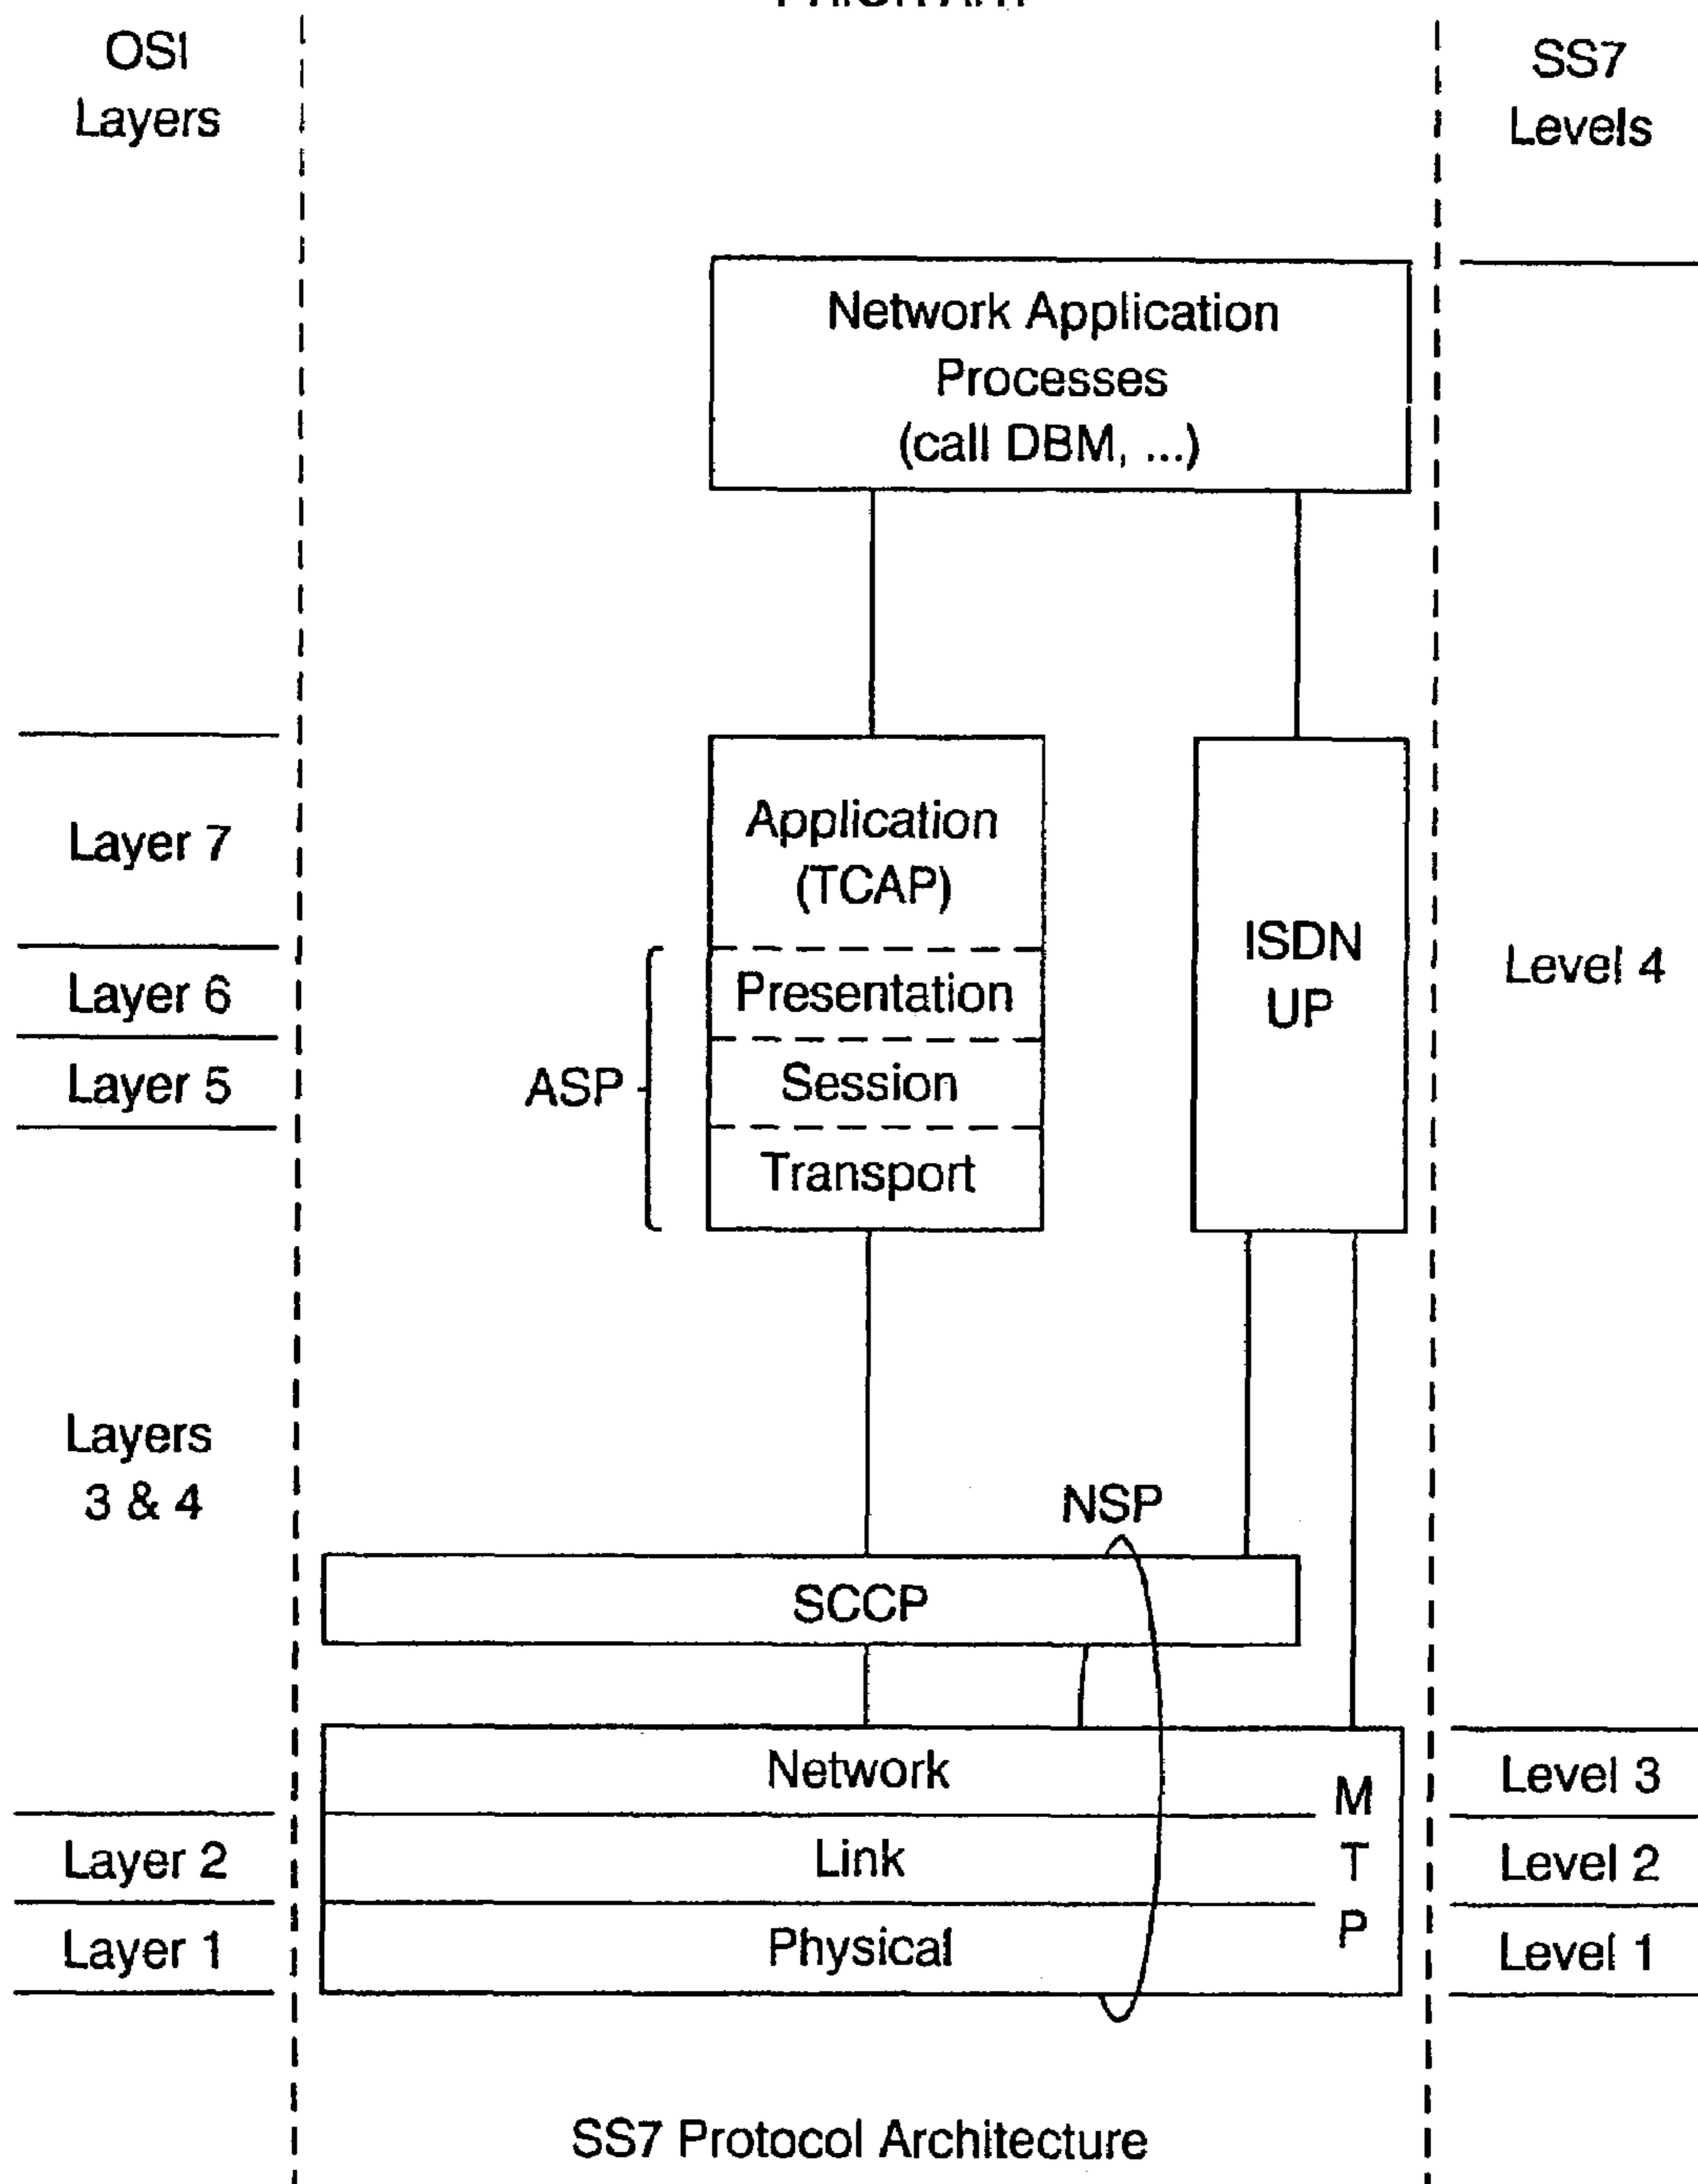 OSI
Layers
SS7
Levels
Network Application
Processes
(call DBM, ...)
Layer 7
Application
(TCAP)
ISDN
UP
Level 4
Layer 6
Presentation
Layer 5
ASP
Session
Transport
Layers
3 & 4
NSP
SCCP
Network
M
T
P
Level 3
Layer 2
Link
Level 2
Layer 1
Physical
Level 1
SS7 Protocol Architecture